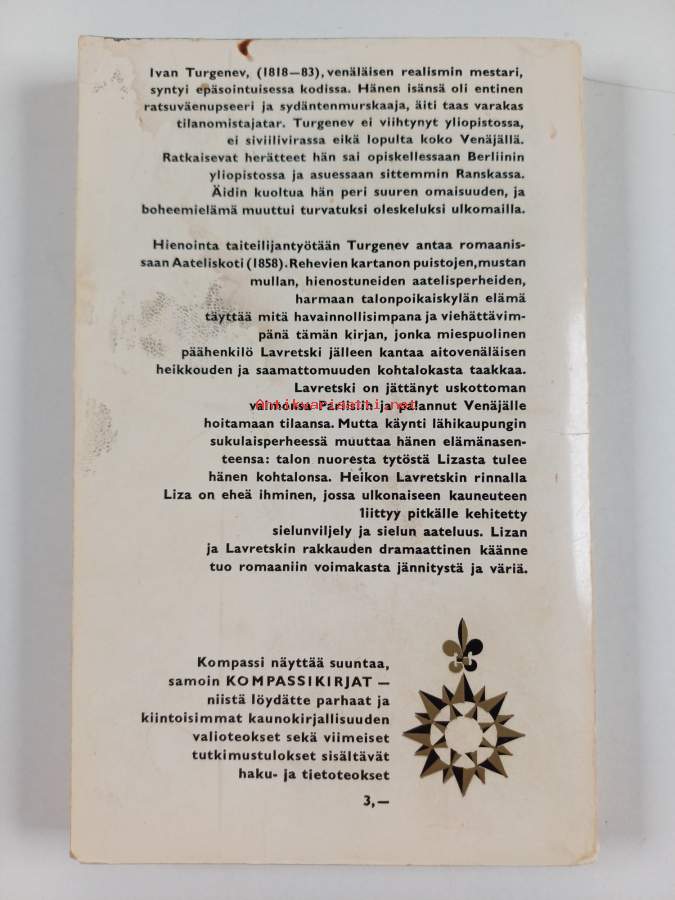 Ivan Turgenev, (1818—83), venäläisen realismin mestari,
syntyi epäsointuisessa kodissa. Hänen isänsä oli entinen
ratsuväenupseeri ja sydäntenmurskaaja, äiti taas varakas
tilanomistajatar. Turgenev ei viihtynyt yliopistossa,
ei siviilivirassa eikä lopulta koko Venäjällä.
Ratkaisevat herätteet hän sai opiskellessaan Berliinin
yliopistossa ja asuessaan sittemmin Ranskassa.
Äidin kuoltua hän peri suuren omaisuuden, ja
boheemielämä muuttui turvatuksi oleskeluksi ulkomailla.
Hienointa taiteilijantyötään Turgenev antaa romaanis-
saan Aateliskoti (1858). Rehevien kartanon puistojen, mustan
mullan, hienostuneiden aatelisperheiden,
harmaan talonpoikaiskylän elämä
täyttää mitä havainnollisimpana ja viehättävim-
pänä tämän kirjan, jonka miespuolinen
päähenkilö Lavretski jälleen kantaa aitovenäläisen
heikkouden ja saamattomuuden kohtalokasta taakkaa.
Lavretski on jättänyt uskottoman
vaimonsa Pariisiin ja palannut Venäjälle
Antikvariaatti.net
hoitamaan tilaansa. Mutta käynti lähikaupungin
sukulaisperheessä muuttaa hänen elämänasen-
teensa: talon nuoresta tytöstä Lizasta tulee
hänen kohtalonsa. Heikon Lavretskin rinnalla
Liza on eheä ihminen, jossa ulkonaiseen kauneuteen
liittyy pitkälle kehitetty
sielunviljely ja sielun aateluus. Lizan
ja Lavretskin rakkauden dramaattinen käänne
tuo romaaniin voimakasta jännitystä ja väriä.
Kompassi näyttää suuntaa,
samoin KOMPASSIKIRJAT —
niistä löydätte parhaat ja
kiintoisimmat kaunokirjallisuuden
valioteokset sekä viimeiset
tutkimustulokset sisältävät
haku- ja tietoteokset
3,—